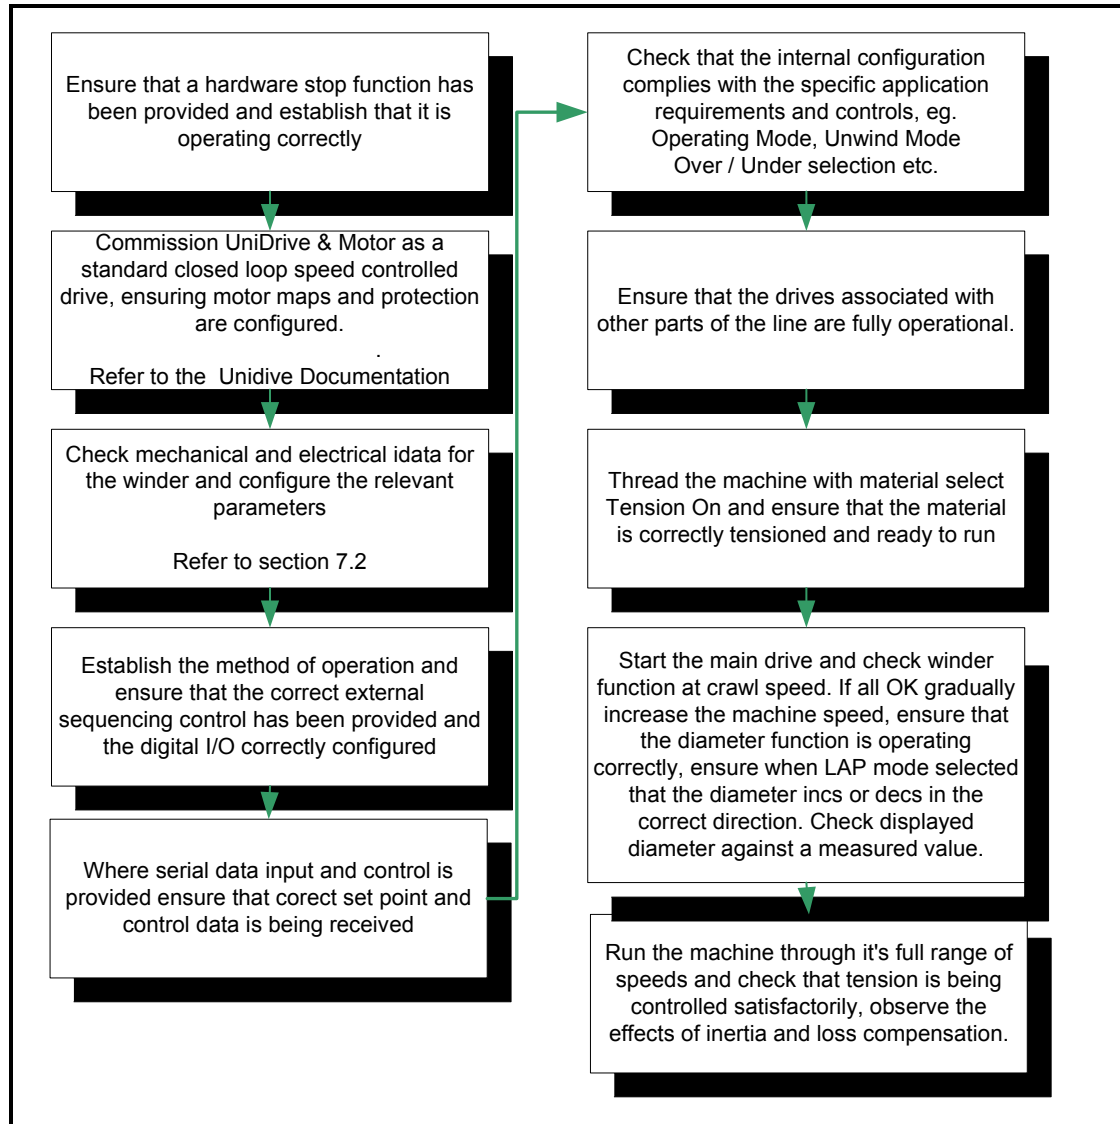 Ensure that a hardware stop function has
been provided and establish that it is
operating correctly
Commission UniDrive & Motor as a
standard closed loop speed controlled
drive, ensuring motor maps and protection
are configured.
.
Refer to the Unidive Documentation
Check mechanical and electrical idata for
the winder and configure the relevant
parameters
Refer to section 7.2
Establish the method of operation and
ensure that the correct external
sequencing control has been provided and
the digital I/O correctly configured
Where serial data input and control is
provided ensure that corect set point and
control data is being received
Check that the internal configuration
complies with the specific application
requirements and controls, eg.
Operating Mode, Unwind Mode
Over / Under selection etc.
Ensure that the drives associated with
other parts of the line are fully operational.
Thread the machine with material select
Tension On and ensure that the material
is correctly tensioned and ready to run
Start the main drive and check winder
function at crawl speed. If all OK gradually
increase the machine speed, ensure that
the diameter function is operating
correctly, ensure when LAP mode selected
that the diameter incs or decs in the
correct direction. Check displayed
diameter against a measured value.
Run the machine through it's full range of
speeds and check that tension is being
controlled satisfactorily, observe the
effects of inertia and loss compensation.